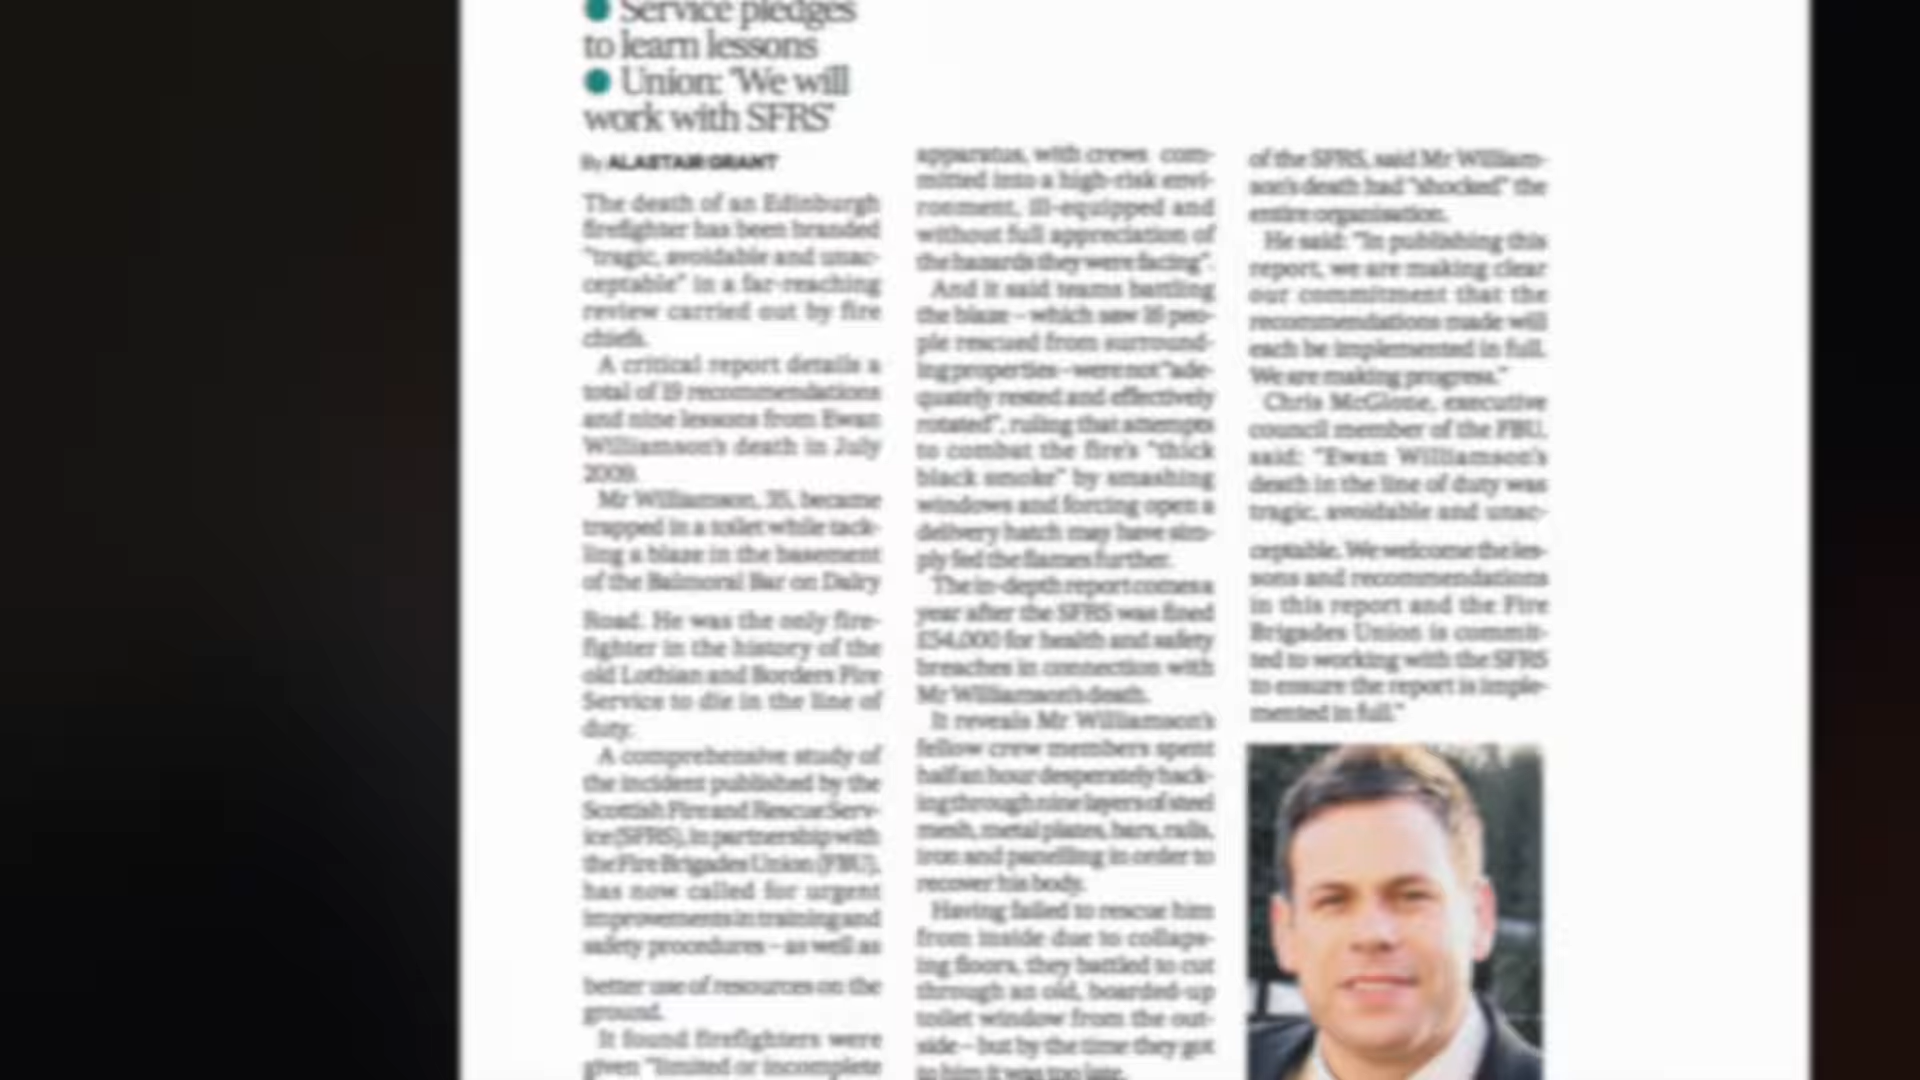 ● Service pledges
to learn lessons
● Union: 'We will
work with SFRS'
By ALASTAIR GRANT
The death of an Edinburgh
firefighter has been branded
"tragic, avoidable and unac-
ceptable" in a far-reaching
review carried out by fire
chiefs.
A critical report details a
total of 19 recommendations
and nine lessons from Ewan
Williamson's death in July
2009.
Mr Williamson, 35, became
trapped in a toilet while tack-
ling a blaze in the basement
of the Balmoral Bar on Dalry
Road. He was the only fire-
fighter in the history of the
old Lothian and Borders Fire
Service to die in the line of
duty.
A comprehensive study of
the incident published by the
Scottish Fire and Rescue Serv-
ice (SFRS), in partnership with
the Fire Brigades Union (FBU),
has now called for urgent
improvements in training and
safety procedures – as well as
better use of resources on the
ground.
It found firefighters were
given "limited or incomplete
apparatus, with crews com-
mitted into a high-risk envi-
ronment, ill-equipped and
without full appreciation of
the hazards they were facing".
And it said teams battling
the blaze – which saw 16 peo-
ple rescued from surround-
ing properties – were not "ade-
quately rested and effectively
rotated", ruling that attempts
to combat the fire's "thick
black smoke" by smashing
windows and forcing open a
delivery hatch may have sim-
ply fed the flames further.
The in-depth report comes a
year after the SFRS was fined
£54,000 for health and safety
breaches in connection with
Mr Williamson's death.
It reveals Mr Williamson's
fellow crew members spent
half an hour desperately hack-
ing through nine layers of steel
mesh, metal plates, bars, rails,
iron and panelling in order to
recover his body.
Having failed to rescue him
from inside due to collaps-
ing floors, they battled to cut
through an old, boarded-up
toilet window from the out-
side – but by the time they got
to him it was too late.
of the SFRS, said Mr William-
son's death had "shocked" the
entire organisation.
He said: "In publishing this
report, we are making clear
our commitment that the
recommendations made will
each be implemented in full.
We are making progress."
Chris McGlone, executive
council member of the FBU,
said: "Ewan Williamson's
death in the line of duty was
tragic, avoidable and unac-
ceptable. We welcome the les-
sons and recommendations
in this report and the Fire
Brigades Union is commit-
ted to working with the SFRS
to ensure the report is imple-
mented in full."